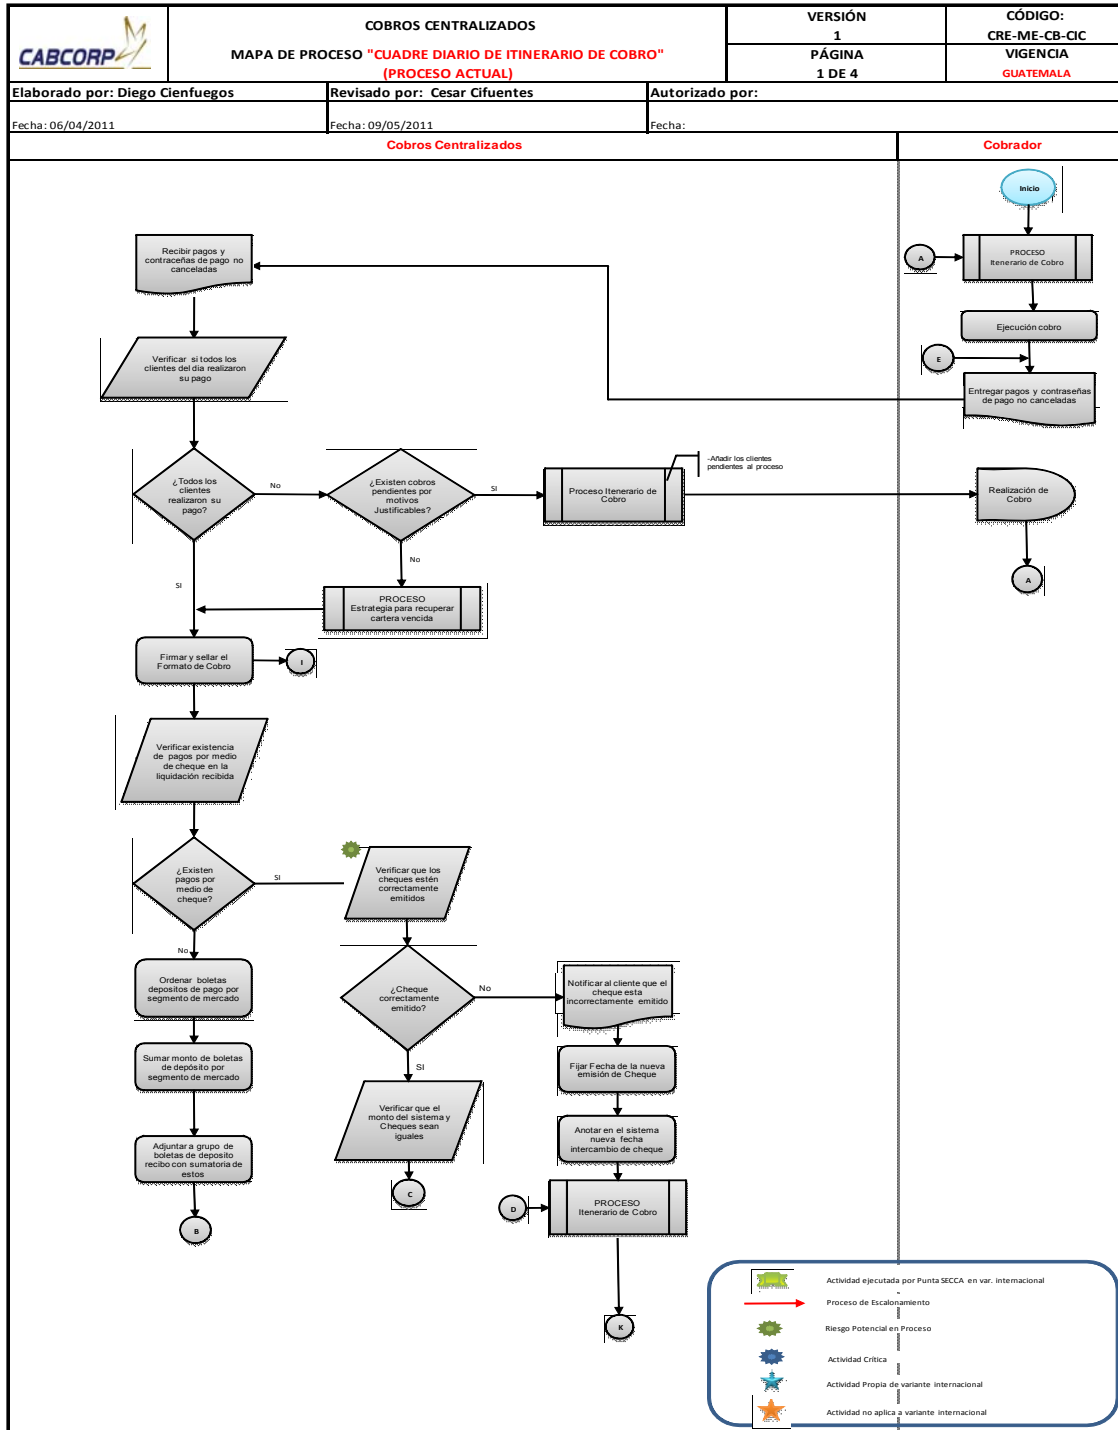 CABCORP
COBROS CENTRALIZADOS
MAPA DE PROCESO "CUADRE DIARIO DE ITINERARIO DE COBRO"
(PROCESO ACTUAL)
VERSIÓN
1
CÓDIGO:
CRE-ME-CB-CIC
PÁGINA
1 DE 4
VIGENCIA
GUATEMALA
Elaborado por: Diego Cienfuegos
Revisado por: Cesar Cifuentes
Autorizado por:
Fecha: 06/04/2011
Fecha: 09/05/2011
Fecha:
Cobros Centralizados
Cobrador
Inicio
Recibir pagos y
contraceñas de pago no
canceladas
A
PROCESO
Itenerario de Cobro
Ejecución cobro
E
Verificar si todos los
clientes del dia realizaron
su pago
Entregar pagos y contraseñas
de pago no canceladas
¿Todos los
clientes
realizaron su
pago?
No
¿Existen cobros
pendientes por
motivos
Justificables?
SI
Proceso Itenerario de
Cobro
-Añadir los clientes
pendientes al proceso
Realización de
Cobro
No
A
SI
PROCESO
Estrategia para recuperar
cartera vencida
Firmar y sellar el
Formato de Cobro
I
Verificar existencia
de pagos por medio
de cheque en la
liquidación recibida
¿Existen
pagos por
medio de
cheque?
SI
Verificar que los
cheques estén
correctamente
emitidos
No
Ordenar boletas
depositos de pago por
segmento de mercado
¿Cheque
correctamente
emitido?
No
Notificar al cliente que el
cheque esta
incorrectamente emitido
Sumar monto de boletas
de depósito por
segmento de mercado
SI
Fijar Fecha de la nueva
emisión de Cheque
Verificar que el
monto del sistema y
Cheques sean
iguales
Anotar en el sistema
nueva fecha
intercambio de cheque
Adjuntar a grupo de
boletas de deposito
recibo con sumatoria de
estos
C
D
PROCESO
Itenerario de Cobro
B
K
Actividad ejecutada por Punta SECCA en var. internacional
Proceso de Escalonamiento
Riesgo Potencial en Proceso
Actividad Crítica
Actividad Propia de variante internacional
Actividad no aplica a variante internacional